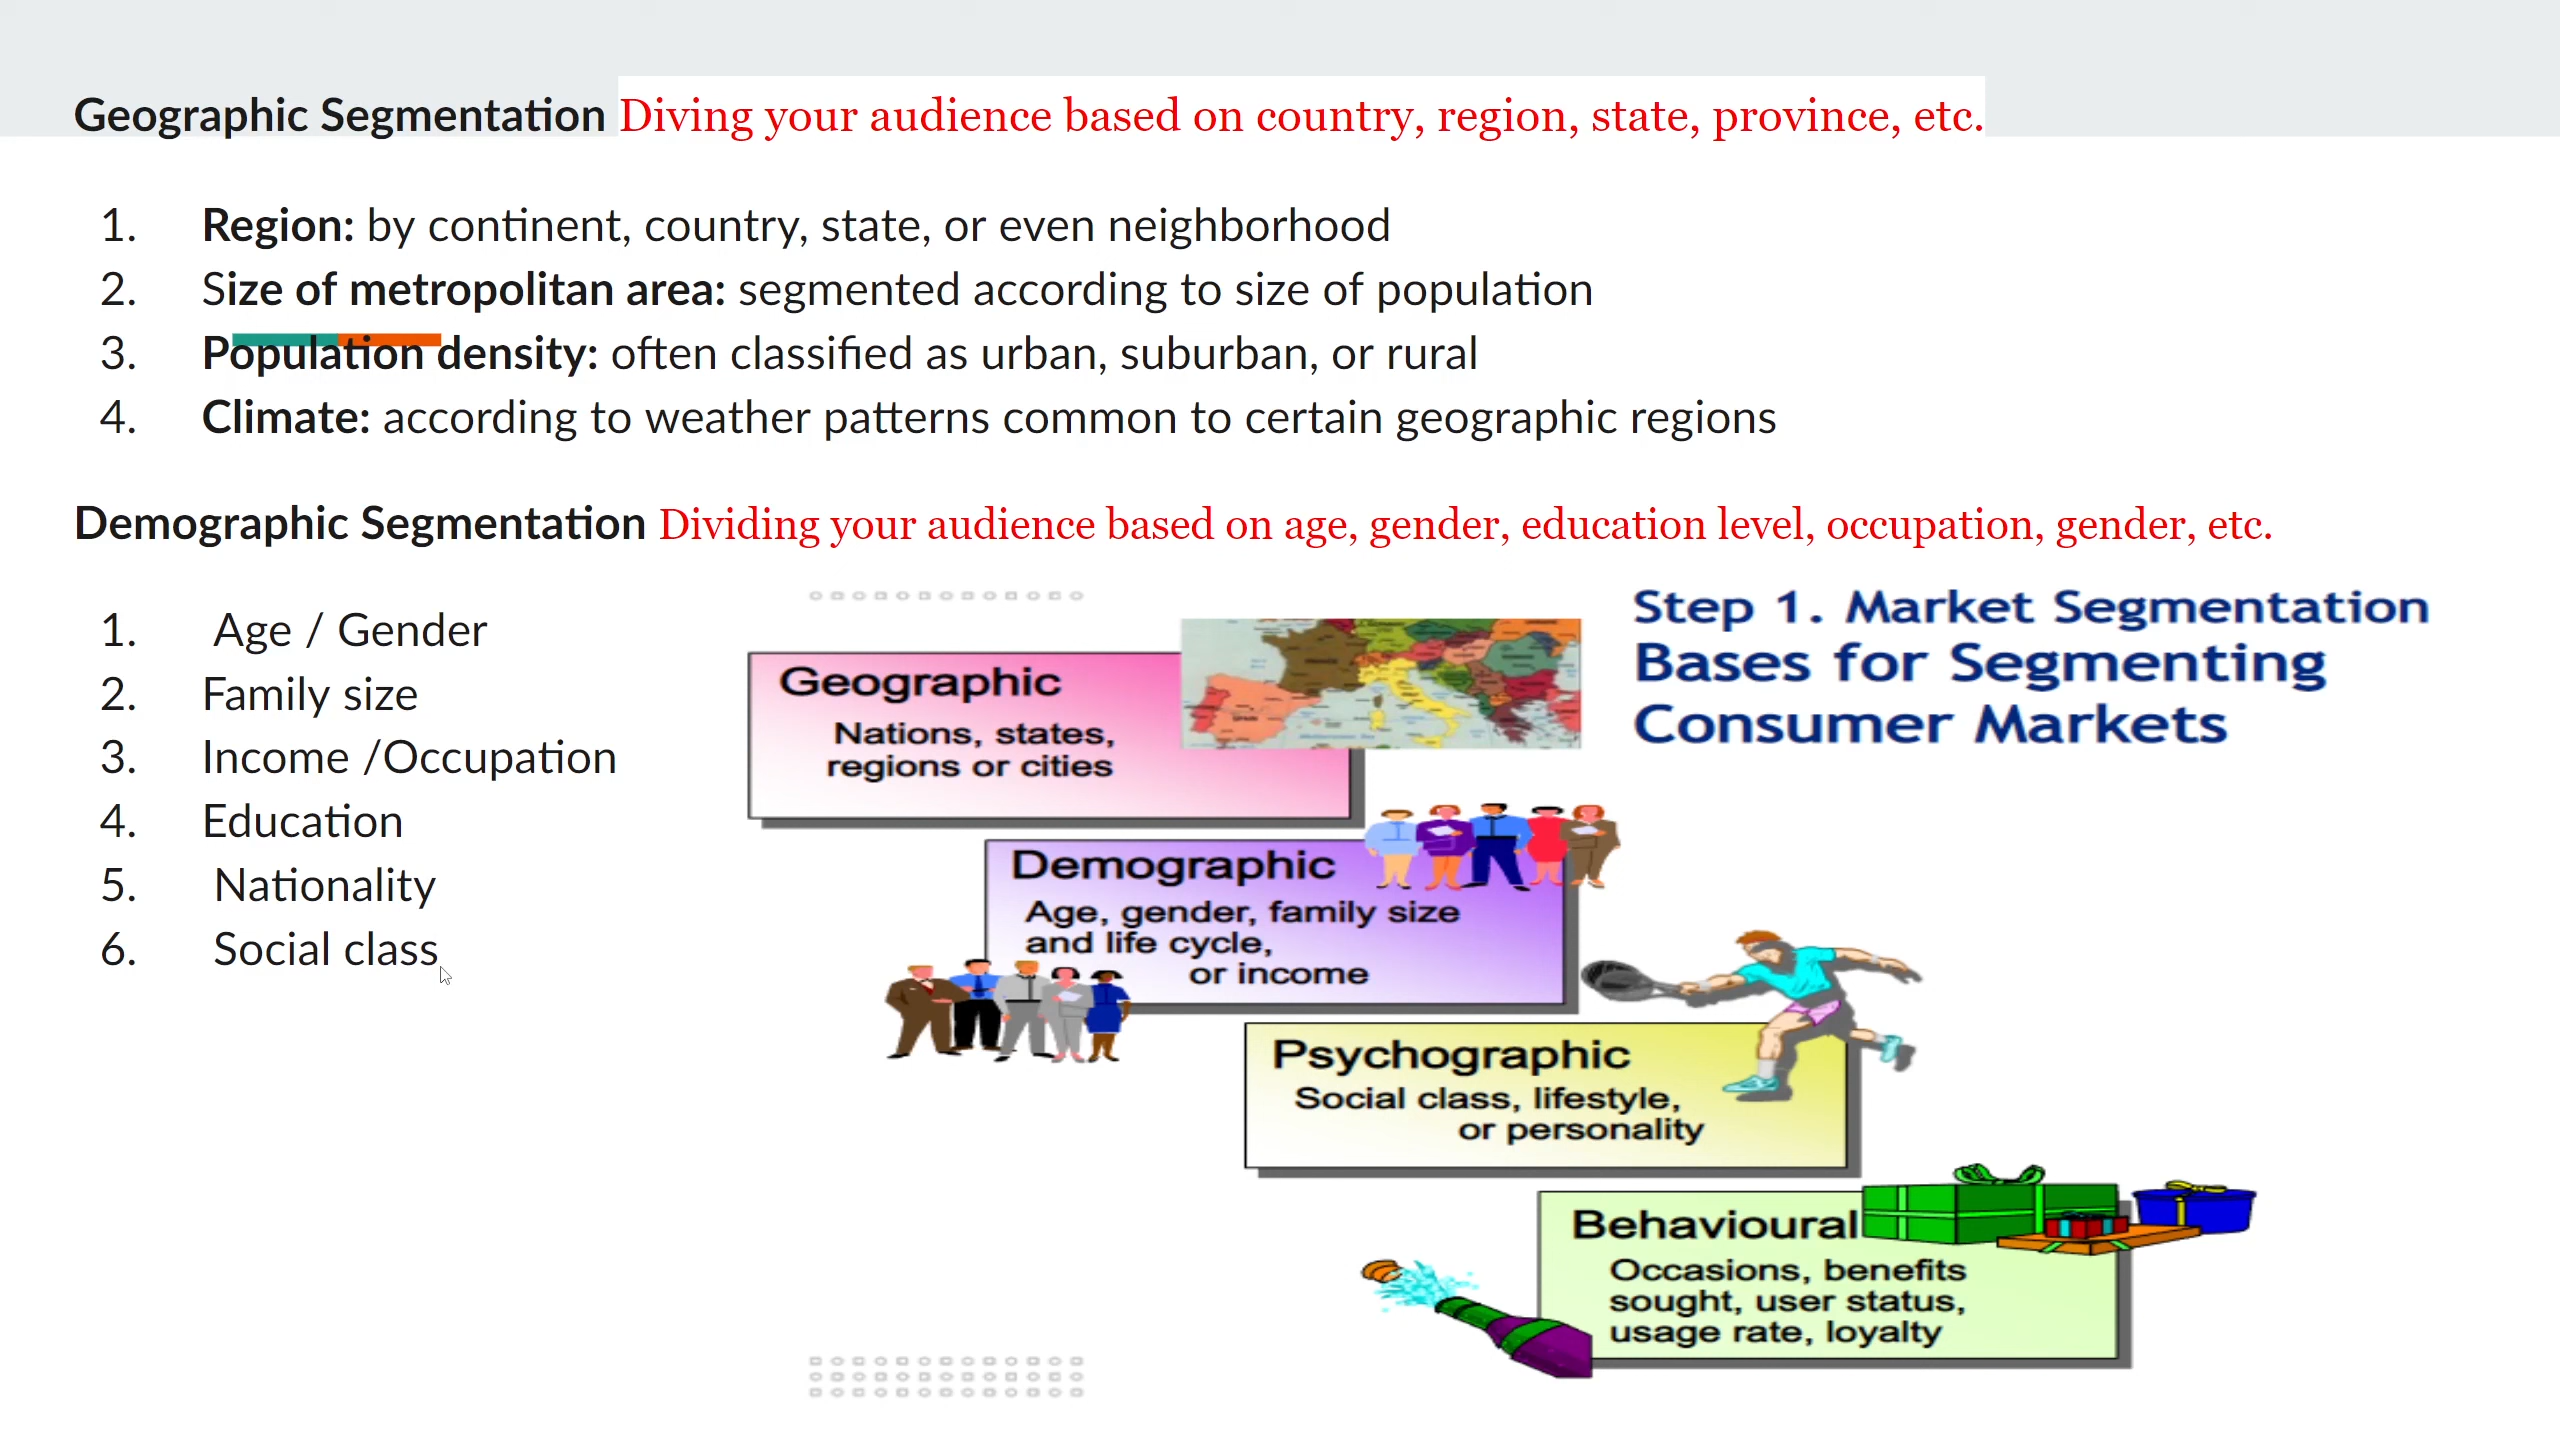 Geographic Segmentation Diving your audience based on country, region, state, province, etc.
1. Region: by continent, country, state, or even neighborhood
2. Size of metropolitan area: segmented according to size of population
3. Population density: often classified as urban, suburban, or rural
4. Climate: according to weather patterns common to certain geographic regions
Demographic Segmentation Dividing your audience based on age, gender, education level, occupation, gender, etc.
1. Age / Gender
2. Family size
3. Income /Occupation
4. Education
5. Nationality
6. Social class
Step 1. Market Segmentation
Bases for Segmenting
Consumer Markets
Geographic
Nations, states,
regions or cities
Demographic
Age, gender, family size
and life cycle,
or income
Psychographic
Social class, lifestyle,
or personality
Behavioural
Occasions, benefits
sought, user status,
usage rate, loyalty